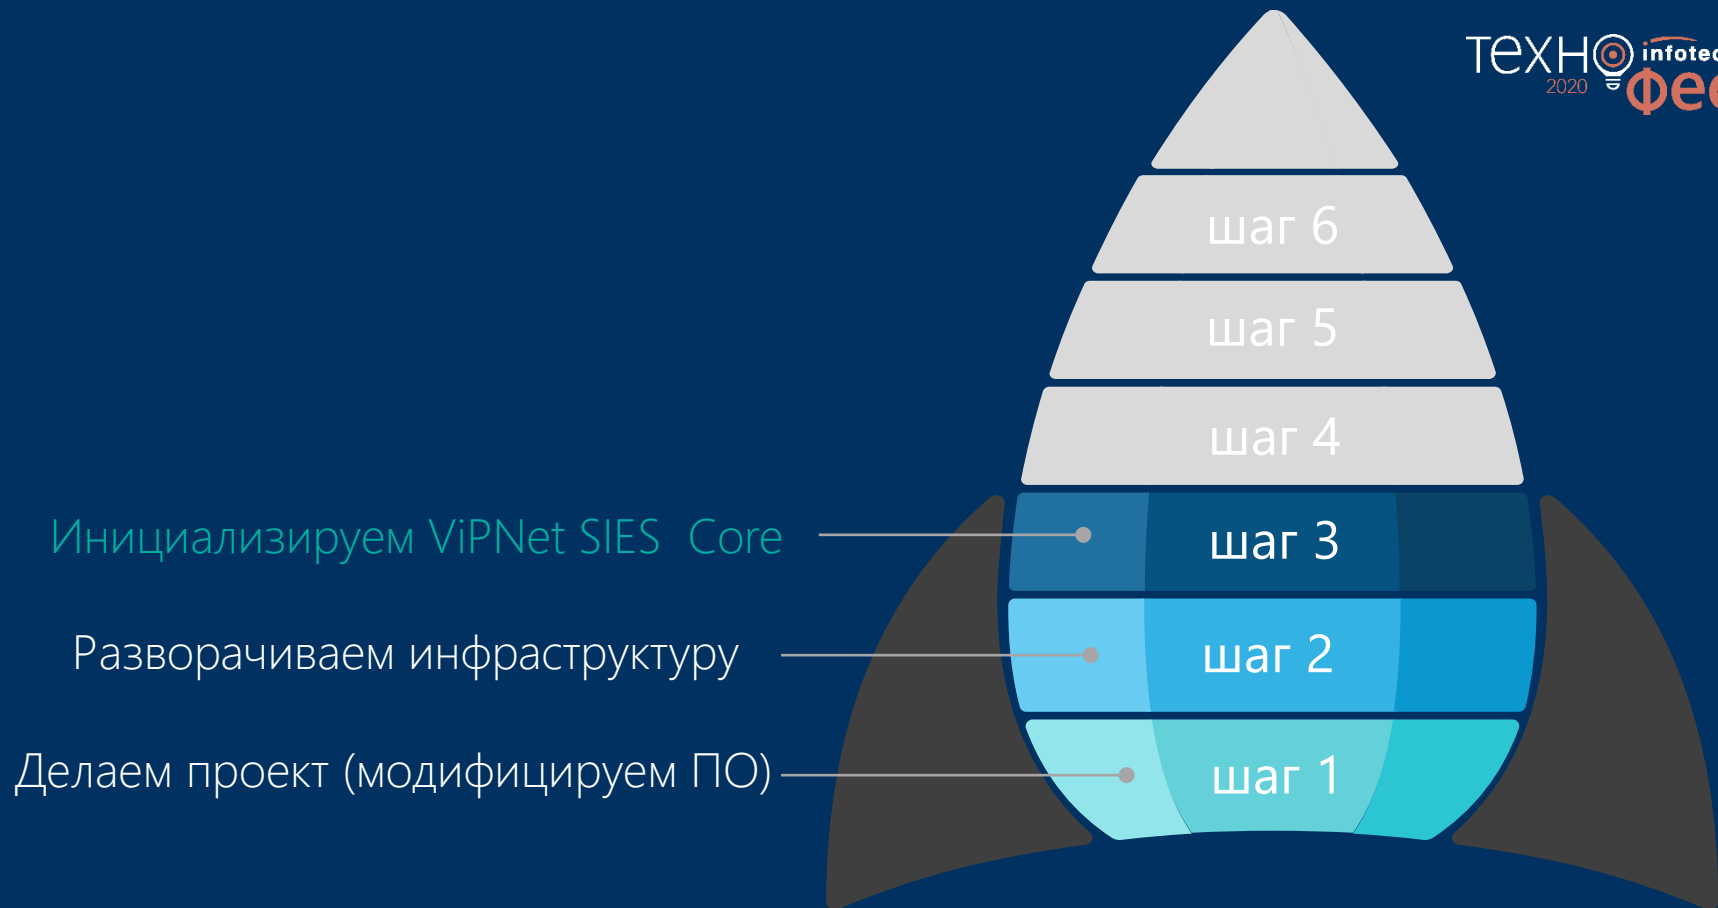 техно infotec
2020
Фее
шаг 6
шаг 5
шаг 4
Инициализируем ViPNet SIES Core
шаг 3
Разворачиваем инфраструктуру
шаг 2
Делаем проект (модифицируем ПО)
шаг 1